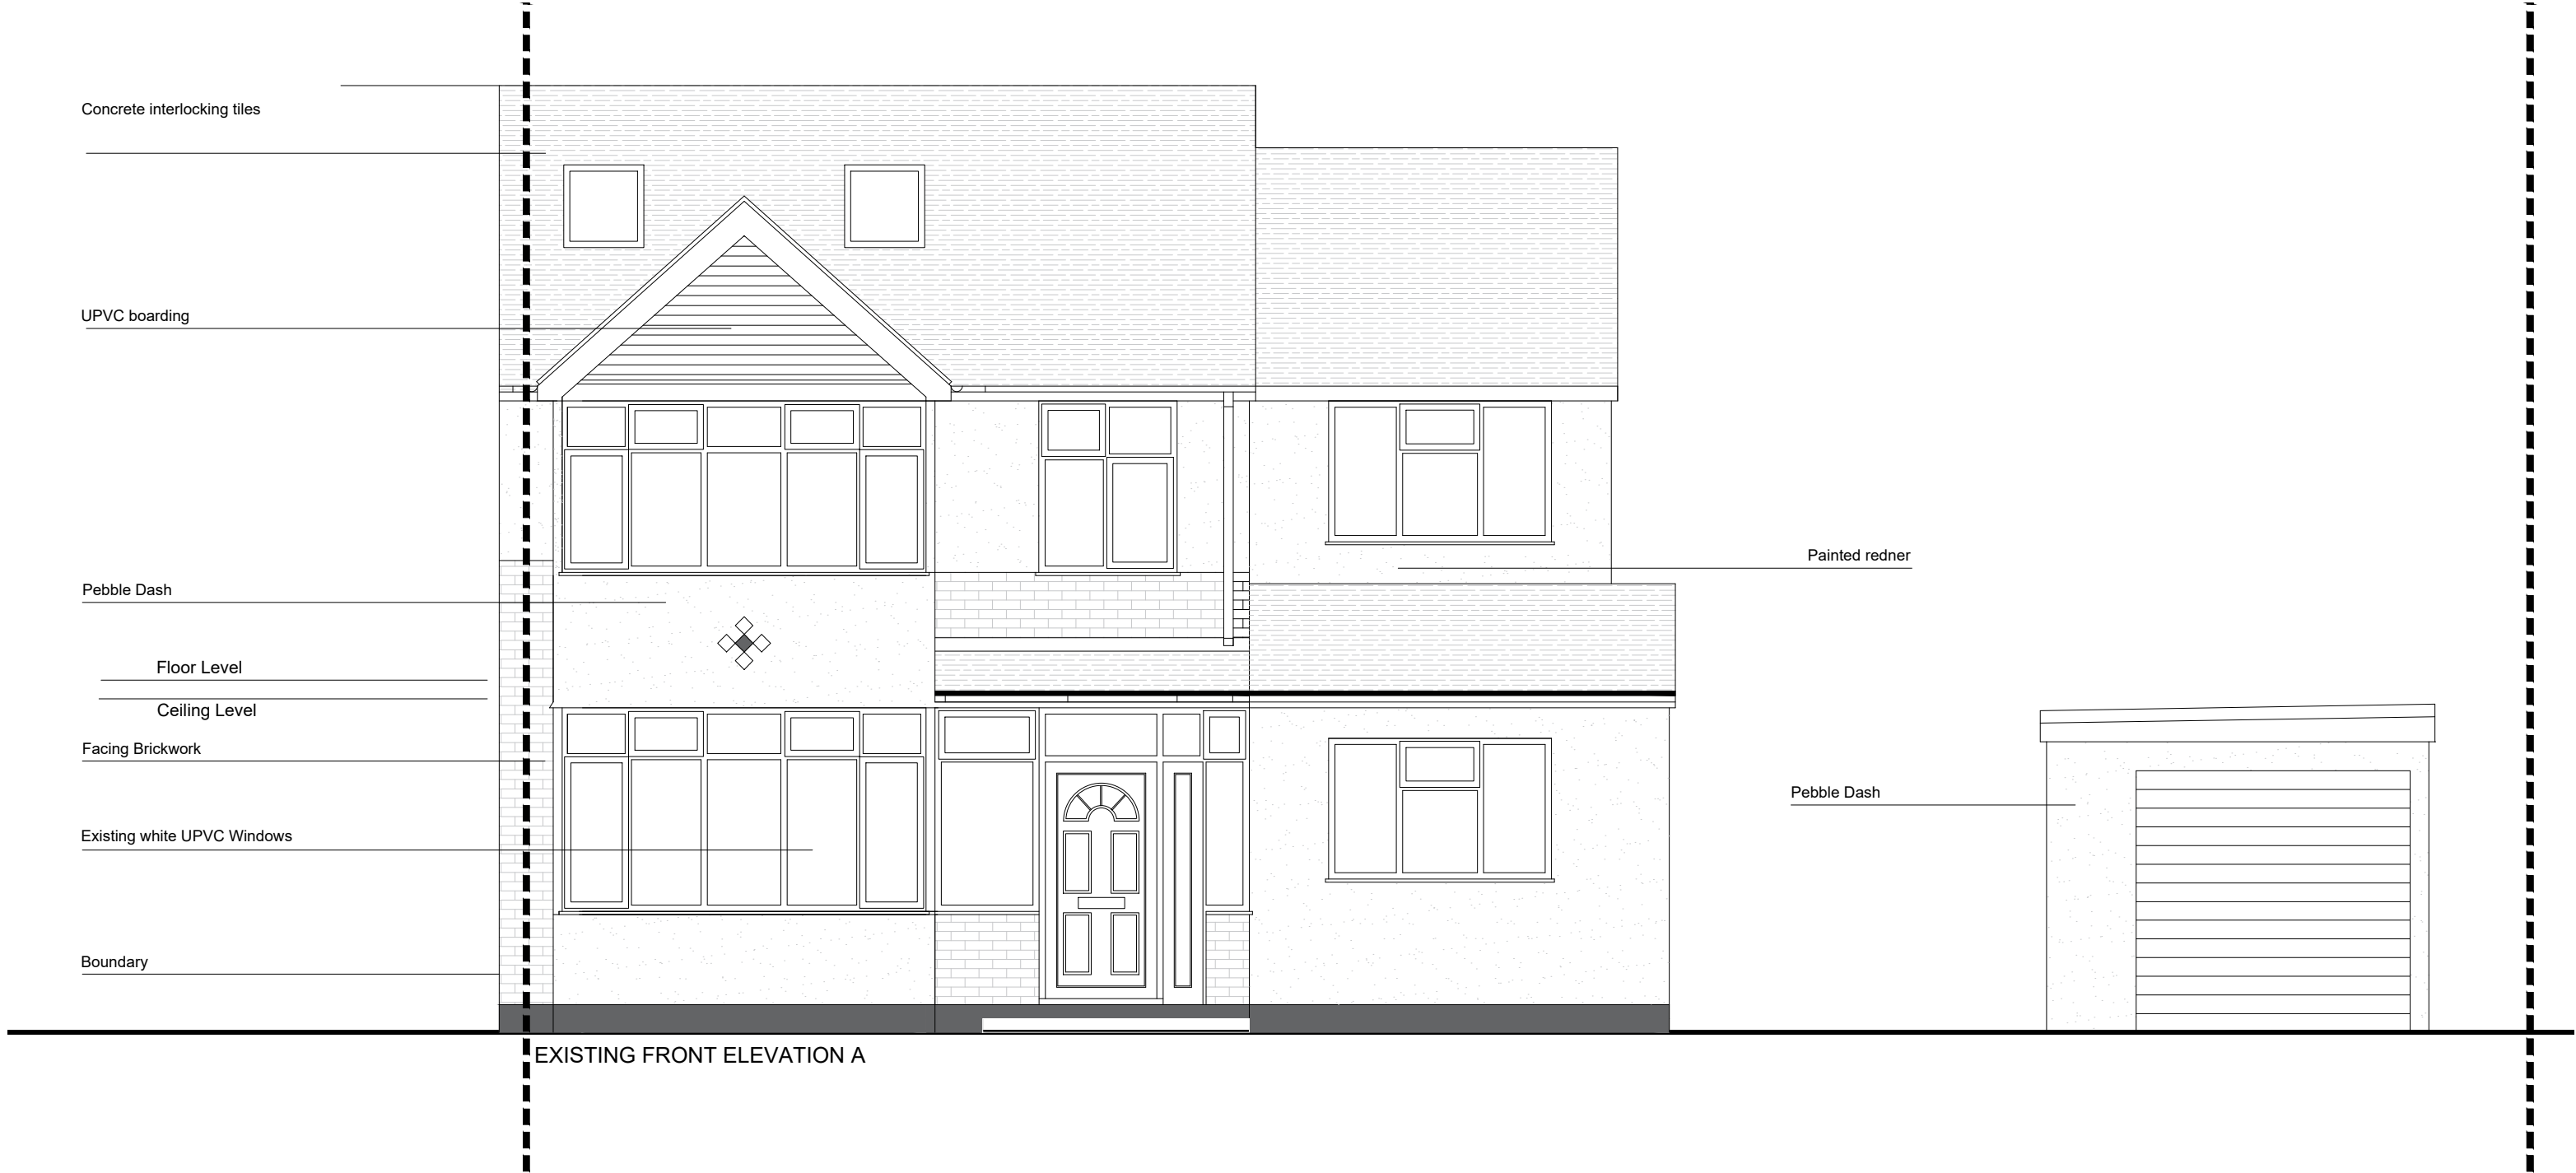 Concrete interlocking tiles
UPVC boarding
Painted redner
Pebble Dash
Floor Level
Ceiling Level
Facing Brickwork
Pebble Dash
Existing white UPVC Windows
Boundary
EXISTING FRONT ELEVATION A